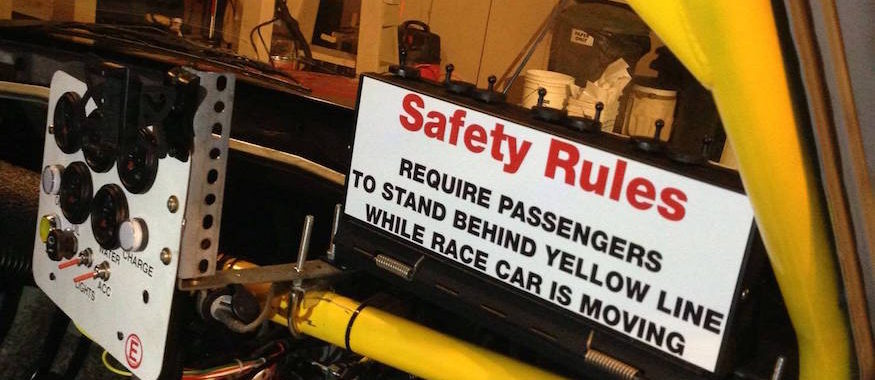 Safety Rules
REQUIRE PASSENGERS
TO STAND BEHIND YELLOW LINE
WHILE RACE CAR IS MOVING
WATER
CHARGE
ACC
LIGHTS
E